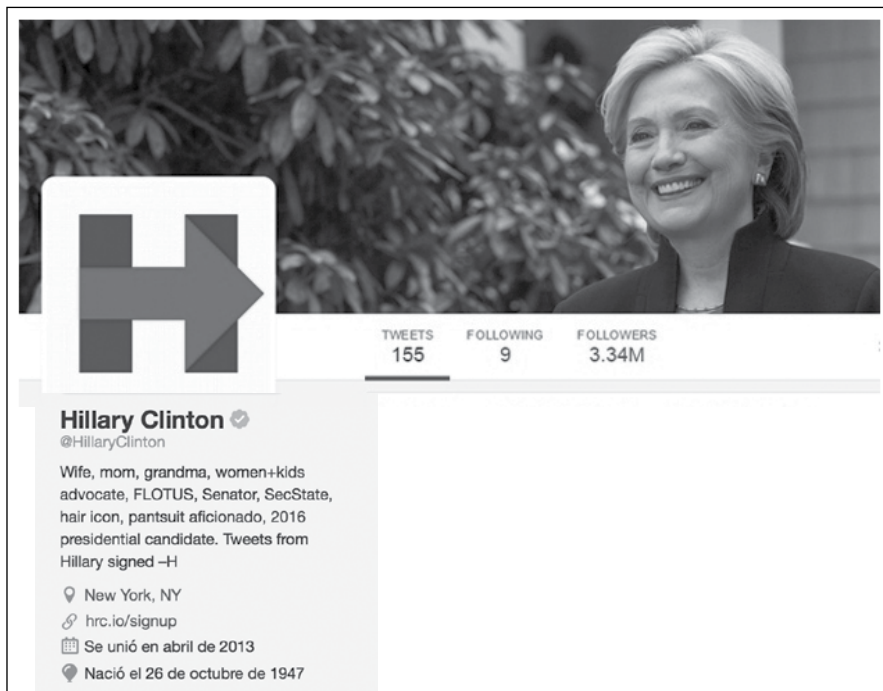 TWEETS FOLLOWING FOLLOWERS
155 9 3.34M
Hillary Clinton
@HillaryClinton
Wife, mom, grandma, women+kids
advocate, FLOTUS, Senator, SecState,
hair icon, pantsuit aficionado, 2016
presidential candidate. Tweets from
Hillary signed –H
New York, NY
hrc.io/signup
Se unió en abril de 2013
Nació el 26 de octubre de 1947